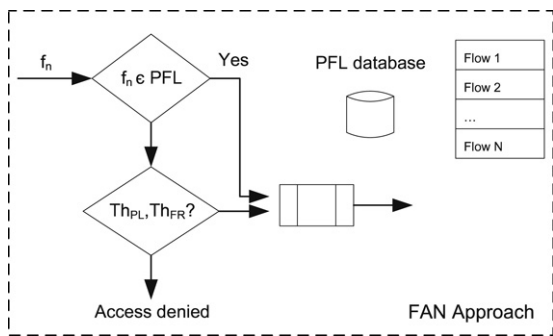 fn
fn ϵ PFL
Yes
PFL database
Flow 1
Flow 2
...
Flow N
ThPL,ThFR?
Access denied
FAN Approach